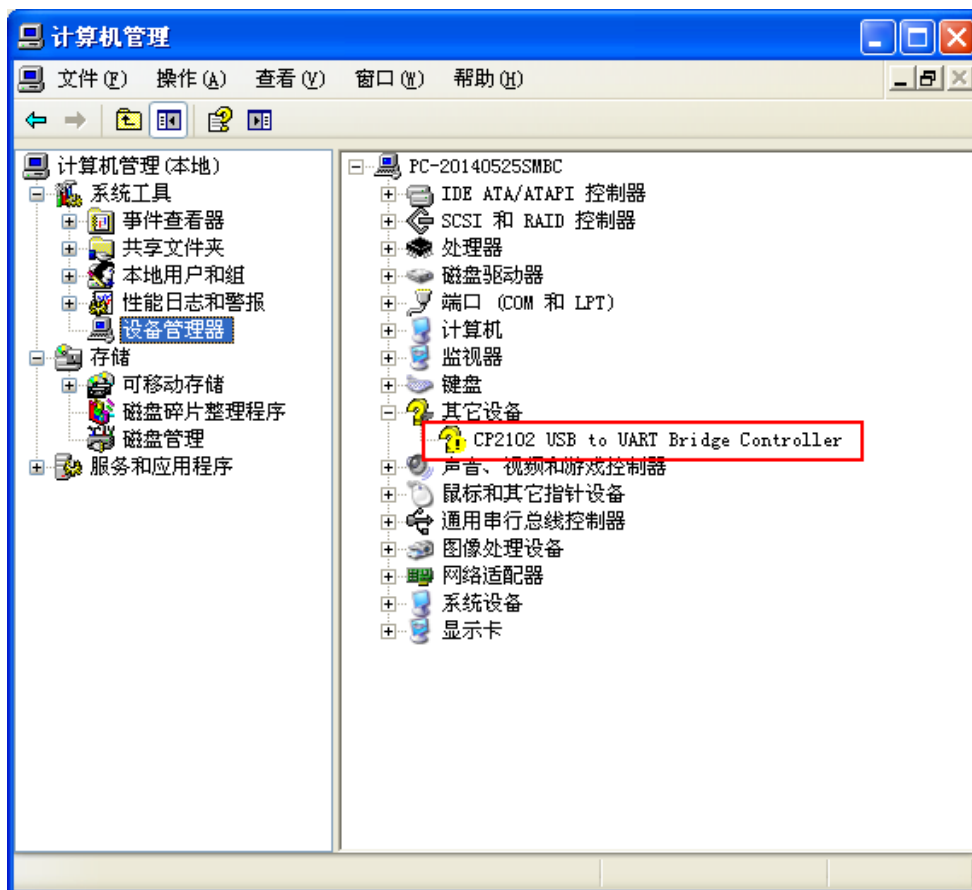 计算机管理
文件(F) 操作(A) 查看(V) 窗口(W) 帮助(H)
计算机管理(本地)
系统工具
事件查看器
共享文件夹
本地用户和组
性能日志和警报
设备管理器
存储
可移动存储
磁盘碎片整理程序
磁盘管理
服务和应用程序
PC-20140525SMBC
IDE ATA/ATAPI 控制器
SCSI 和 RAID 控制器
处理器
磁盘驱动器
端口 (COM 和 LPT)
计算机
监视器
键盘
其它设备
CP2102 USB to UART Bridge Controller
声音、视频和游戏控制器
鼠标和其它指针设备
通用串行总线控制器
图像处理设备
网络适配器
系统设备
显示卡